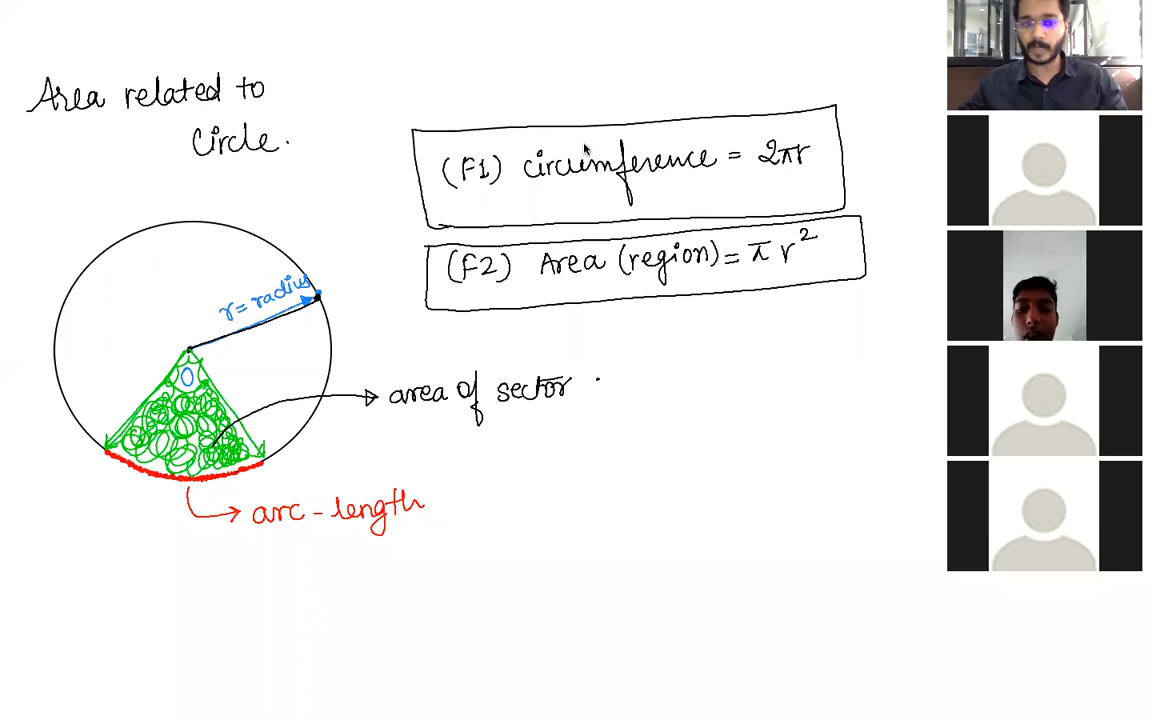 Area related to
Circle.
(F1) circumference = 2πr
(F2) Area (region) = πr²
r = radius
θ
area of sector .
arc - length